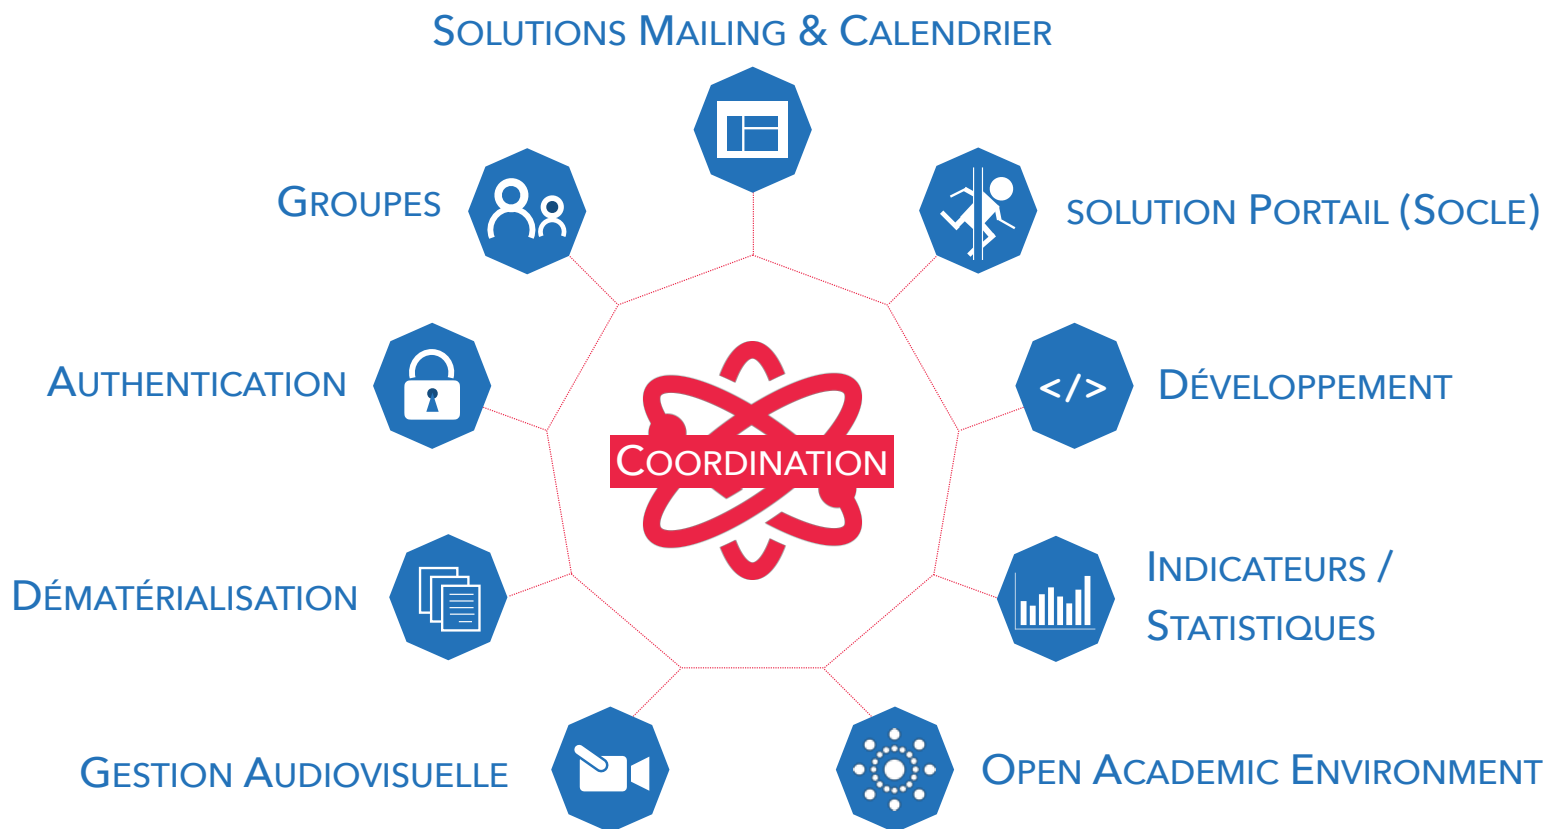 SOLUTIONS MAILING & CALENDRIER
GROUPES
SOLUTION PORTAIL (SOCLE)
AUTHENTICATION
</>
DÉVELOPPEMENT
COORDINATION
DÉMATÉRIALISATION
INDICATEURS /
STATISTIQUES
GESTION AUDIOVISUELLE
OPEN ACADEMIC ENVIRONMENT